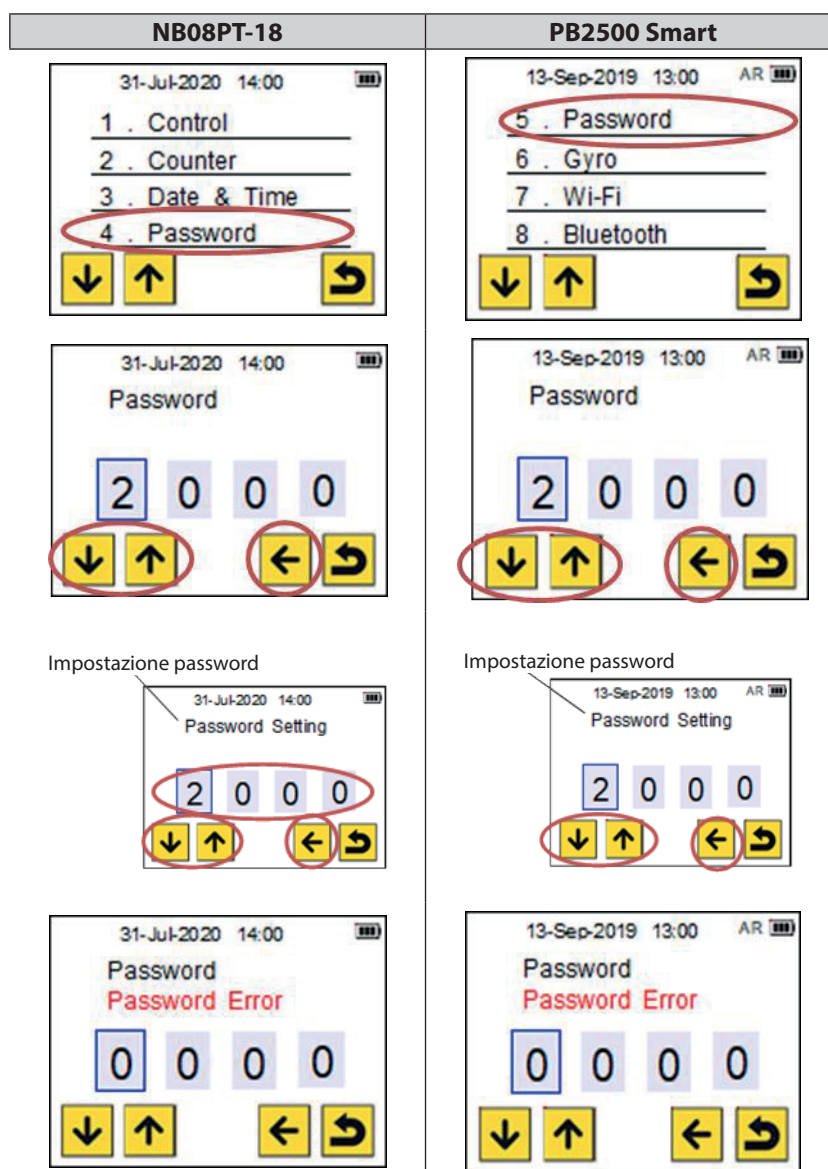 NB08PT-18
PB2500 Smart
31-Jul-2020 14:00
1 . Control
2 . Counter
3 . Date & Time
4 . Password
13-Sep-2019 13:00 AR
5 . Password
6 . Gyro
7 . Wi-Fi
8 . Bluetooth
31-Jul-2020 14:00
Password
2 0 0 0
13-Sep-2019 13:00 AR
Password
2 0 0 0
Impostazione password
31-Jul-2020 14:00
Password Setting
2 0 0 0
Impostazione password
13-Sep-2019 13:00 AR
Password Setting
2 0 0 0
31-Jul-2020 14:00
Password
Password Error
0 0 0 0
13-Sep-2019 13:00 AR
Password
Password Error
0 0 0 0